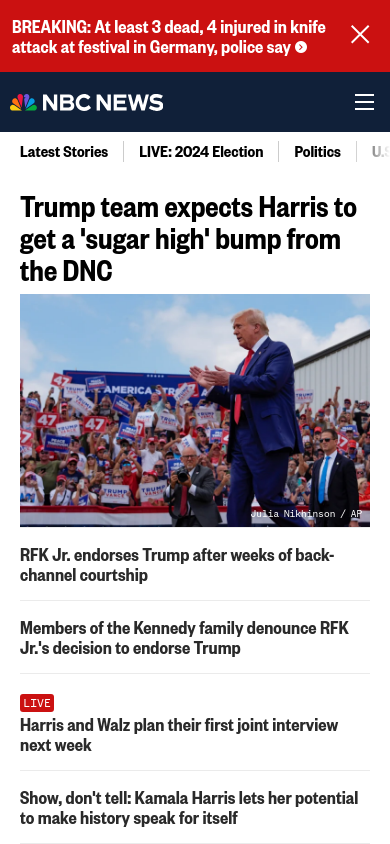 BREAKING: At least 3 dead, 4 injured in knife
attack at festival in Germany, police say
NBC NEWS
Latest Stories
LIVE: 2024 Election
Politics
U.S
Trump team expects Harris to
get a 'sugar high' bump from
the DNC
47
AMERICA STRONG
TRUMP
47
47
Julia Nikhinson / AP
RFK Jr. endorses Trump after weeks of back-
channel courtship
Members of the Kennedy family denounce RFK
Jr.'s decision to endorse Trump
LIVE
Harris and Walz plan their first joint interview
next week
Show, don't tell: Kamala Harris lets her potential
to make history speak for itself